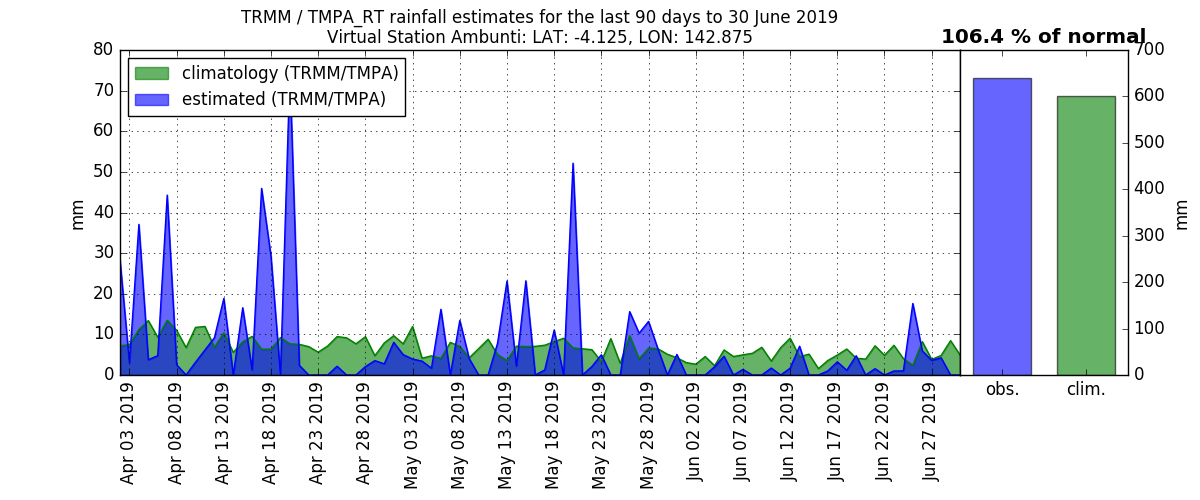 TRMM / TMPA_RT rainfall estimates for the last 90 days to 30 June 2019
Virtual Station Ambunti: LAT: -4.125, LON: 142.875
106.4 % of normal
climatology (TRMM/TMPA)
estimated (TRMM/TMPA)
80
70
60
50
40
30
20
10
0
mm
Apr 03 2019
Apr 08 2019
Apr 13 2019
Apr 18 2019
Apr 23 2019
Apr 28 2019
May 03 2019
May 08 2019
May 13 2019
May 18 2019
May 23 2019
May 28 2019
Jun 02 2019
Jun 07 2019
Jun 12 2019
Jun 17 2019
Jun 22 2019
Jun 27 2019
obs.
clim.
700
600
500
400
300
200
100
0
mm